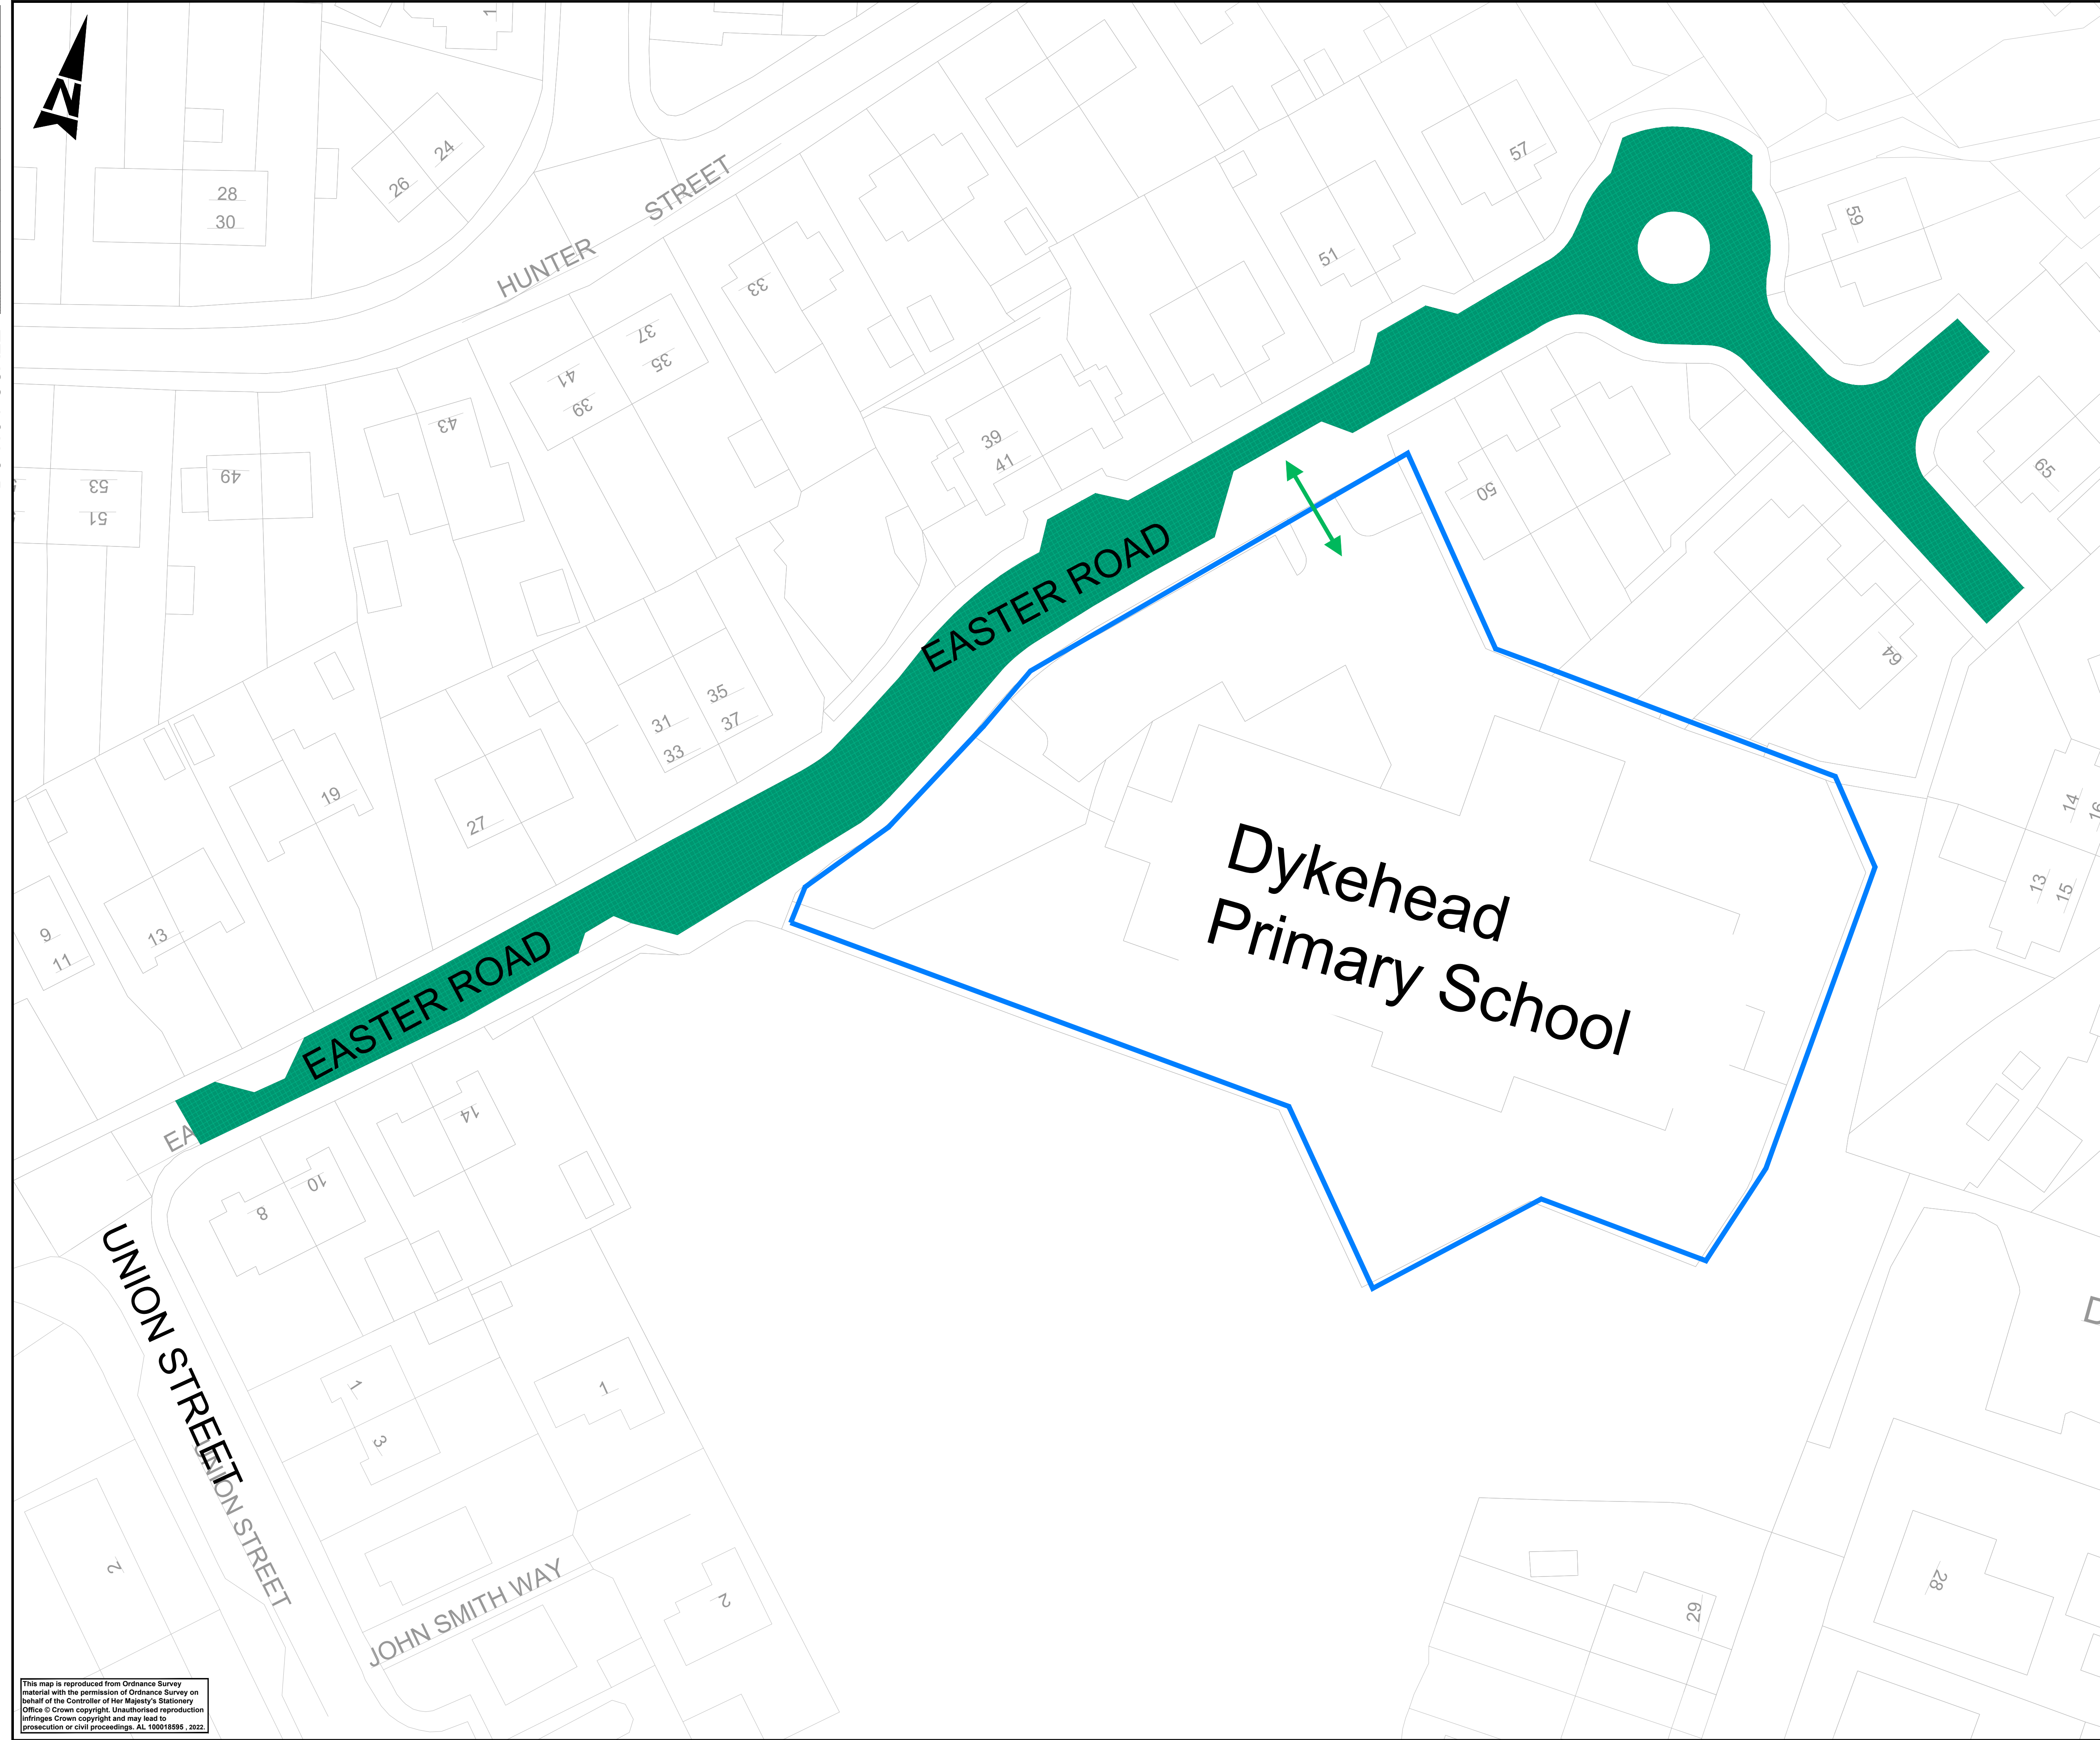 N
1
28
30
26
24
HUNTER STREET
33
37
35
41
39
43
49
53
51
57
51
59
39
41
50
65
64
EASTER ROAD
31
33
35
37
27
19
13
9
11
Dykehead
Primary School
14
16
13
15
EASTER ROAD
EA
14
10
8
UNION STREET
UNION STREET
1
3
1
2
2
JOHN SMITH WAY
29
28
D
This map is reproduced from Ordnance Survey
material with the permission of Ordnance Survey on
behalf of the Controller of Her Majesty's Stationery
Office © Crown copyright. Unauthorised reproduction
infringes Crown copyright and may lead to
prosecution or civil proceedings. AL 100018595 , 2022.